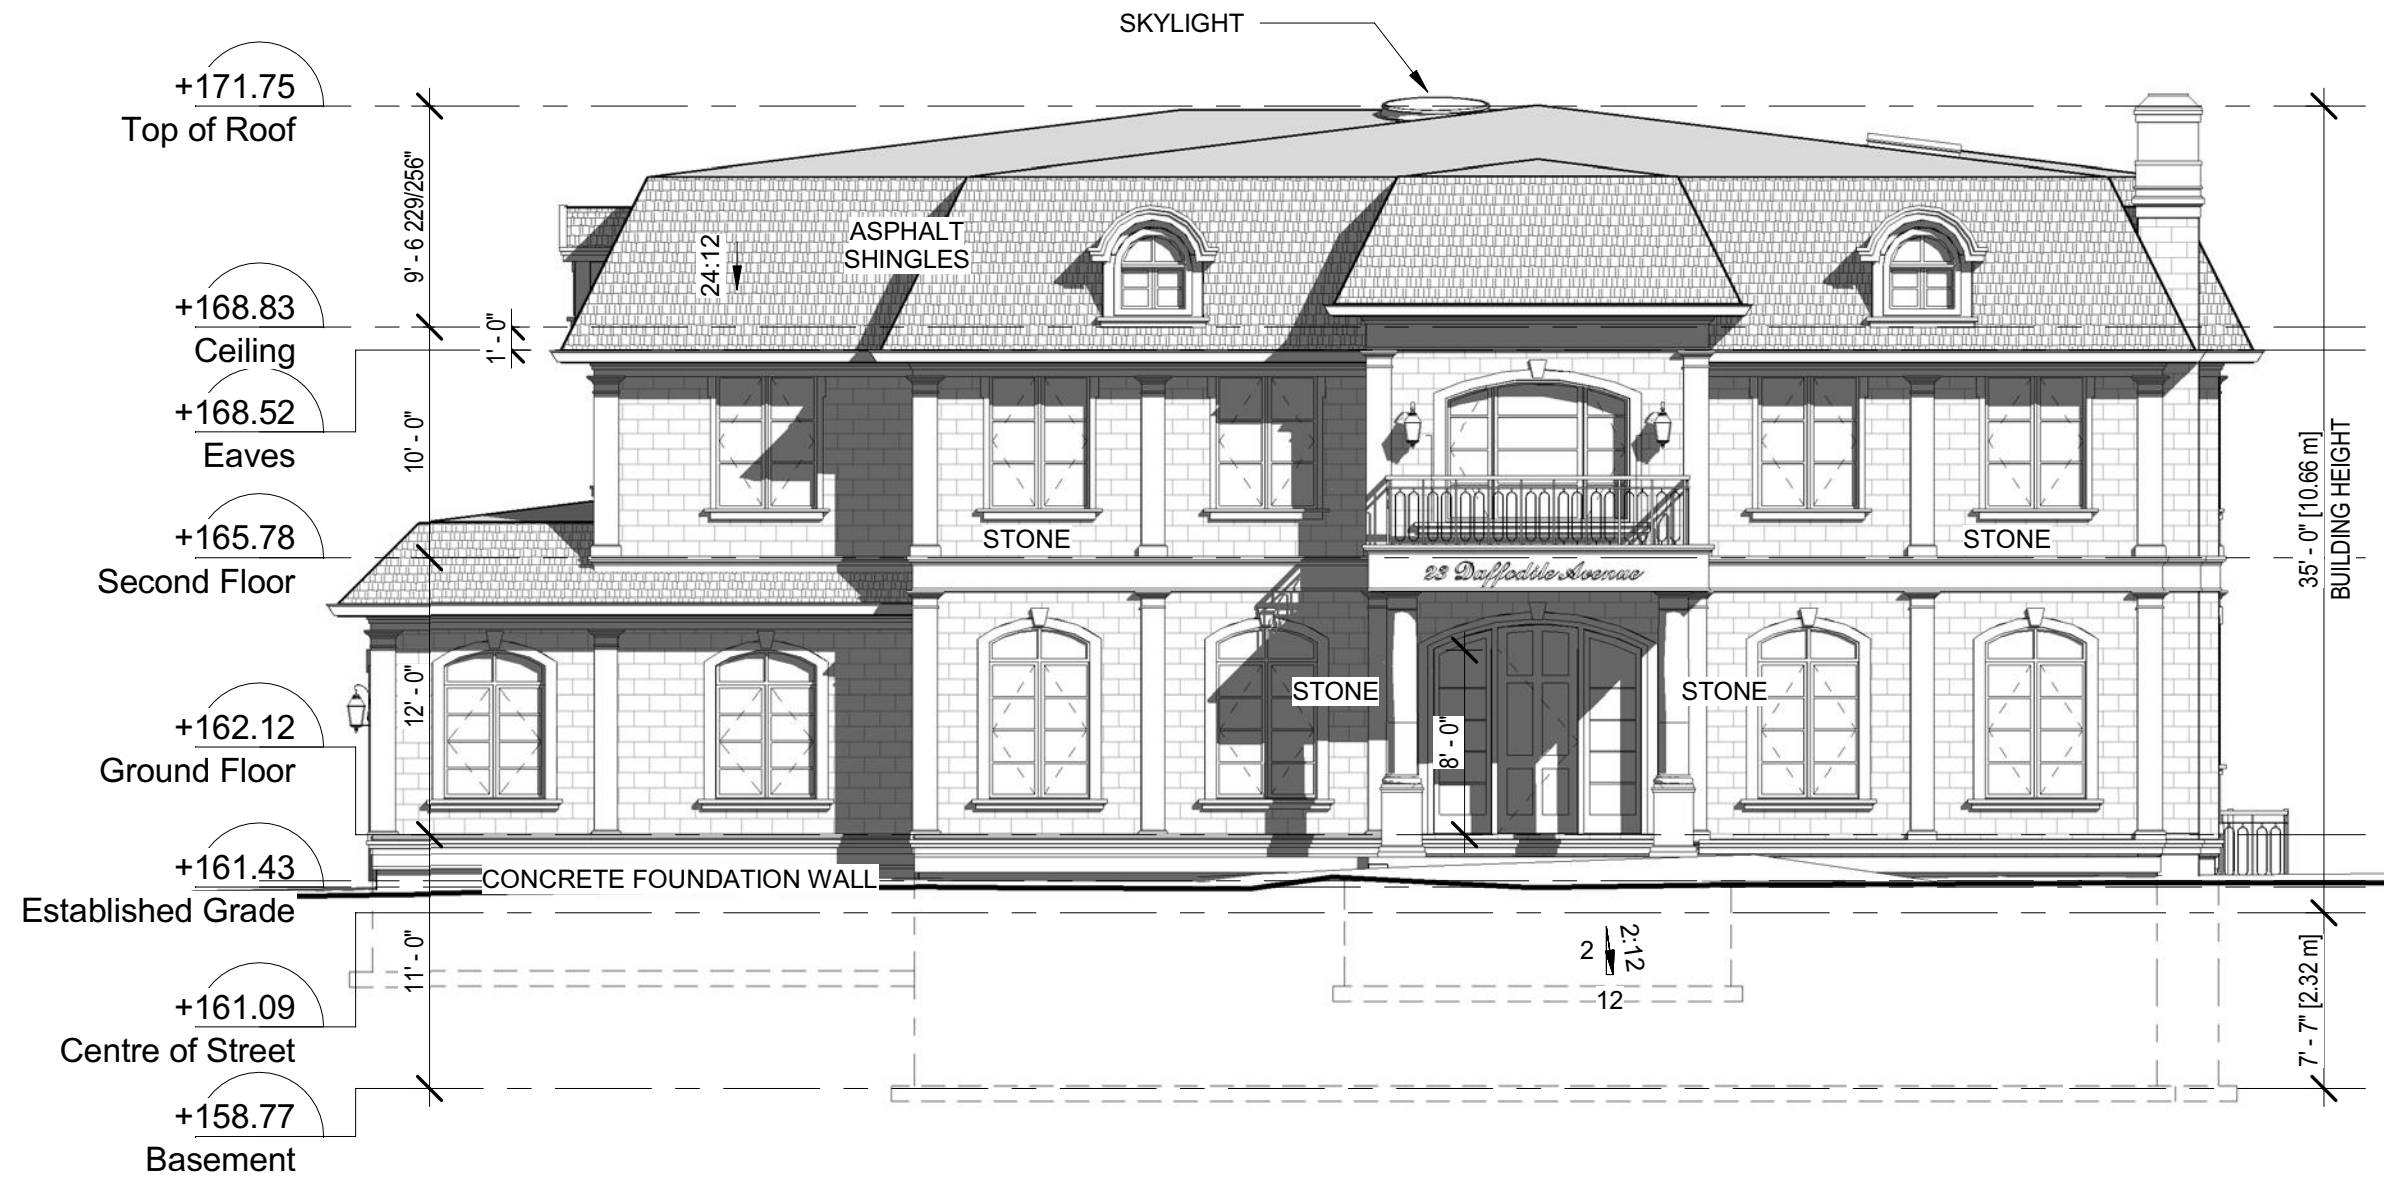 SKYLIGHT
+171.75
Top of Roof
9' - 6 229/256"
ASPHALT
SHINGLES
24:12
+168.83
Ceiling
1' - 0"
+168.52
Eaves
10' - 0"
35' - 0" [10.66 m]
BUILDING HEIGHT
+165.78
Second Floor
STONE
STONE
23 Daffodile Avenue
12' - 0"
STONE
STONE
8' - 0"
+162.12
Ground Floor
+161.43
Established Grade
CONCRETE FOUNDATION WALL
11' - 0"
2
2:12
12
7' - 7" [2.32 m]
+161.09
Centre of Street
+158.77
Basement